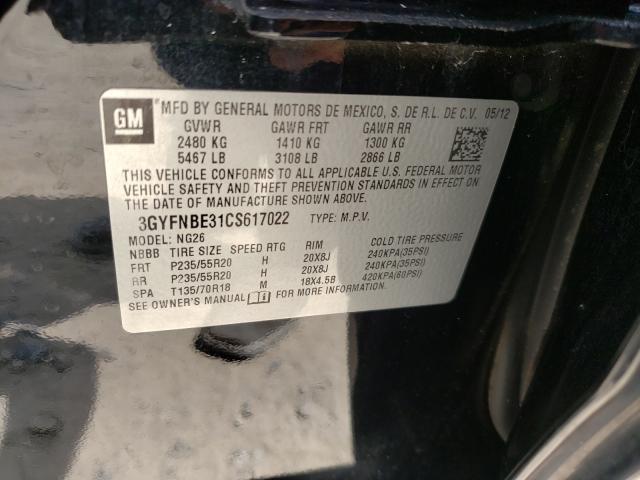 GM
MFD BY GENERAL MOTORS DE MEXICO, S. DE R.L. DE C.V. 05/12
GVWR GAWR FRT GAWR RR
2480 KG 1410 KG 1300 KG
5467 LB 3108 LB 2866 LB
THIS VEHICLE CONFORMS TO ALL APPLICABLE U.S. FEDERAL MOTOR
VEHICLE SAFETY AND THEFT PREVENTION STANDARDS IN EFFECT ON
THE DATE OF MANUFACTURE SHOWN ABOVE.
3GYFNBE31CS617022 TYPE: M.P.V.
MODEL: NG26
NBBB TIRE SIZE SPEED RTG RIM COLD TIRE PRESSURE
FRT P235/55R20 H 20X8J 240KPA(35PSI)
RR P235/55R20 H 20X8J 240KPA(35PSI)
SPA T135/70R18 M 18X4.5B 420KPA(60PSI)
SEE OWNER'S MANUAL FOR MORE INFORMATION.